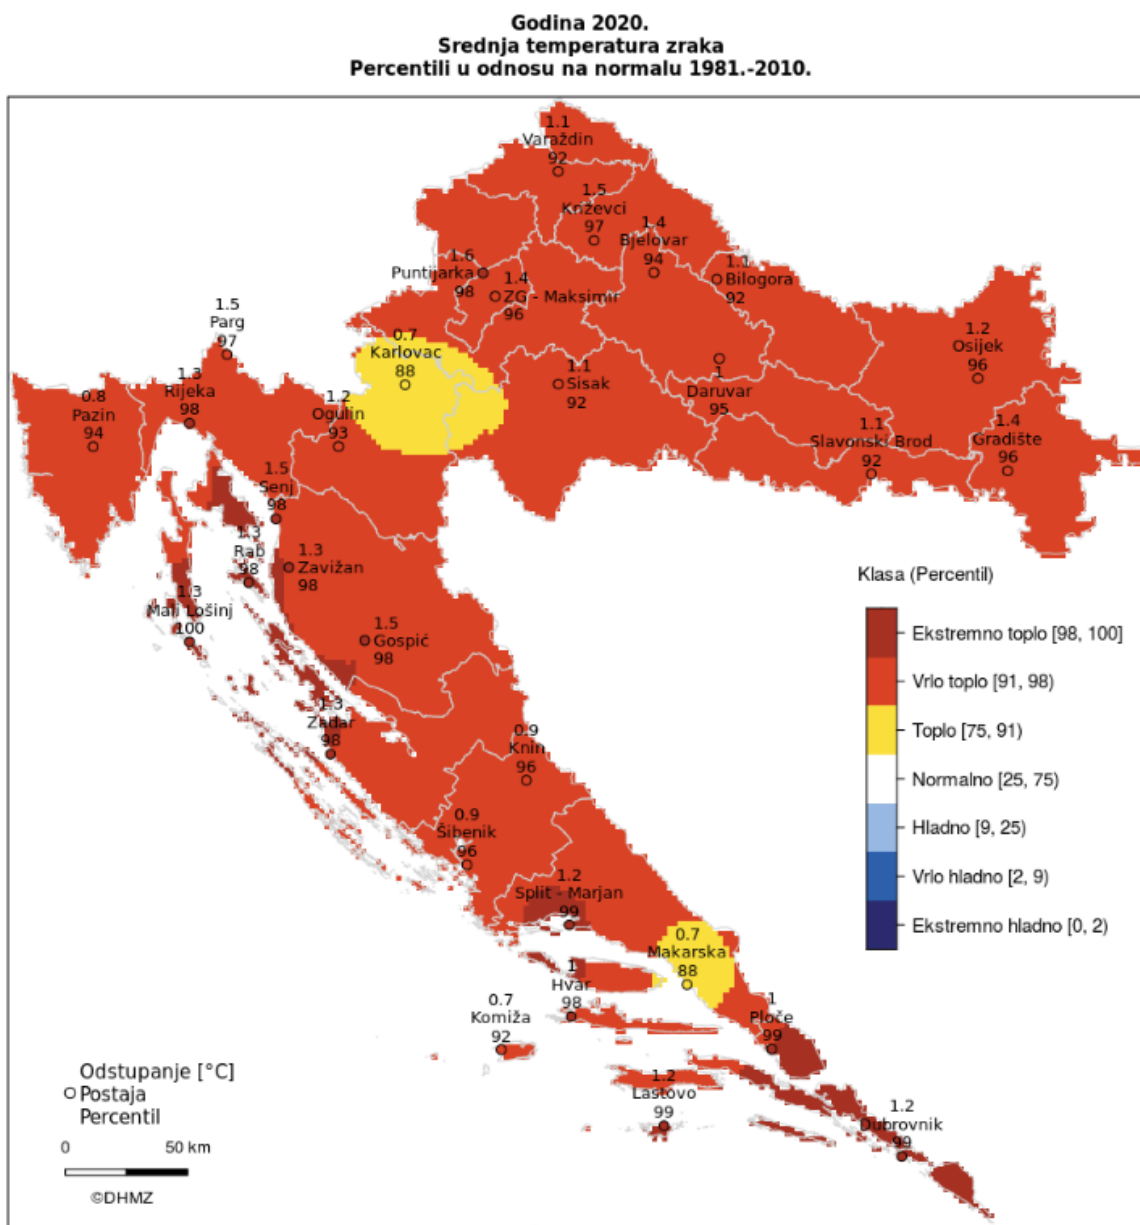 Godina 2020.
Srednja temperatura zraka
Percentili u odnosu na normalu 1981.-2010.
1.1
Varaždin
92
1.5
Križevci
97
1.4
Bjelovar
94
1.6
Puntijarka
98
1.4
ZG - Maksimir
96
1.1
Bilogora
92
1.5
Parg
97
0.7
Karlovac
88
1.2
Osijek
96
1.3
Rijeka
98
1.1
Sisak
92
1
Daruvar
95
0.8
Pazin
94
1.2
Ogulin
93
1.1
Slavonski Brod
92
1.4
Gradište
96
1.5
Senj
98
1.3
Rab
98
1.3
Zavižan
98
1.3
Mali Lošinj
100
1.5
Gospić
98
1.3
Zadar
98
0.9
Knin
96
0.9
Šibenik
96
1.2
Split - Marjan
99
0.7
Makarska
88
1
Hvar
98
0.7
Komiža
92
1
Ploče
99
1.2
Lastovo
99
1.2
Dubrovnik
99
Klasa (Percentil)
Ekstremno toplo [98, 100]
Vrlo toplo [91, 98)
Toplo [75, 91)
Normalno [25, 75)
Hladno [9, 25)
Vrlo hladno [2, 9)
Ekstremno hladno [0, 2)
Odstupanje [°C]
Postaja
Percentil
0 50 km
©DHMZ